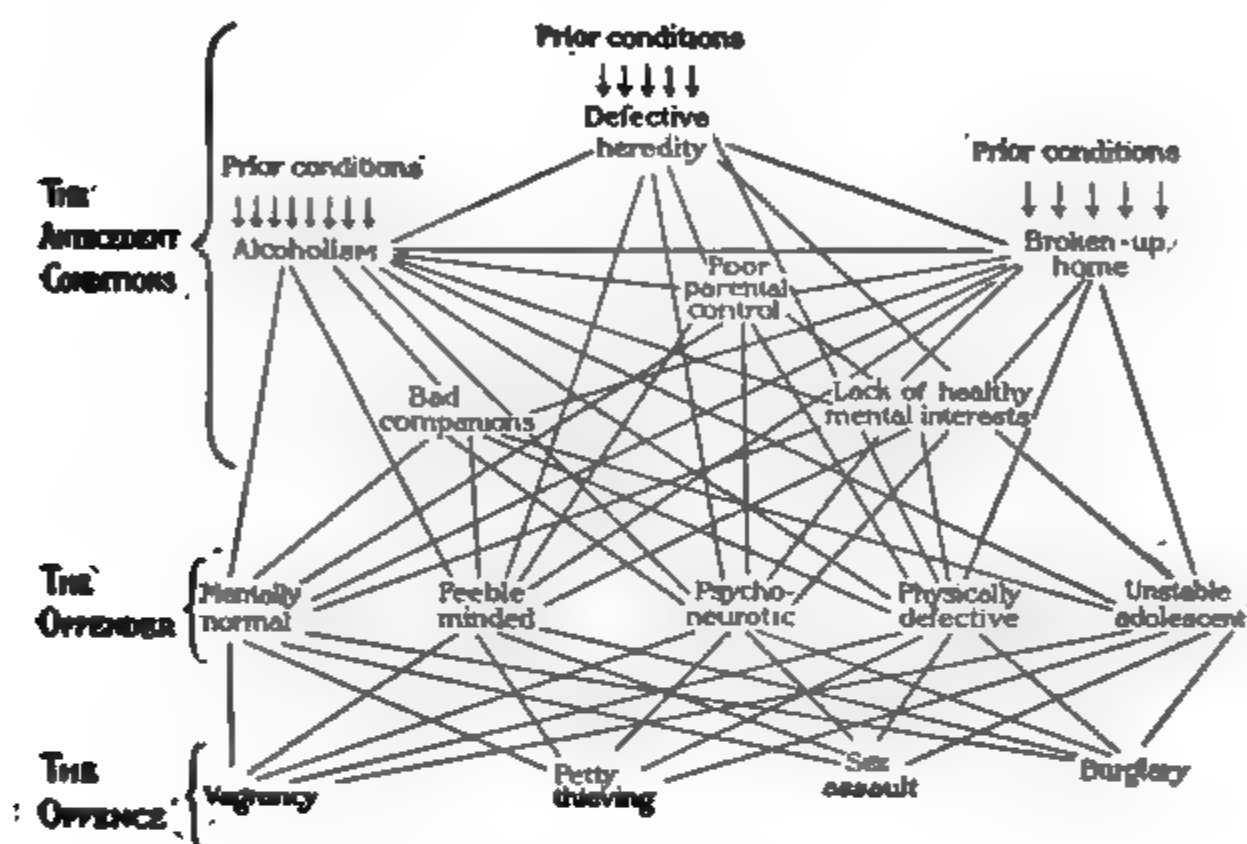 Prior conditions
Defective
heredity
Prior conditions
Prior conditions
THE
ANTECEDENT
CONDITIONS
Alcoholism
Broken-up
home
Poor
parental
control
Bad
companions
Lack of healthy
mental interests
THE
OFFENDER
Mentally
normal
Feeble
minded
Psycho-
neurotic
Physically
defective
Unstable
adolescent
THE
OFFENCE
Vagrancy
Petty
thieving
Sex
assault
Burglary